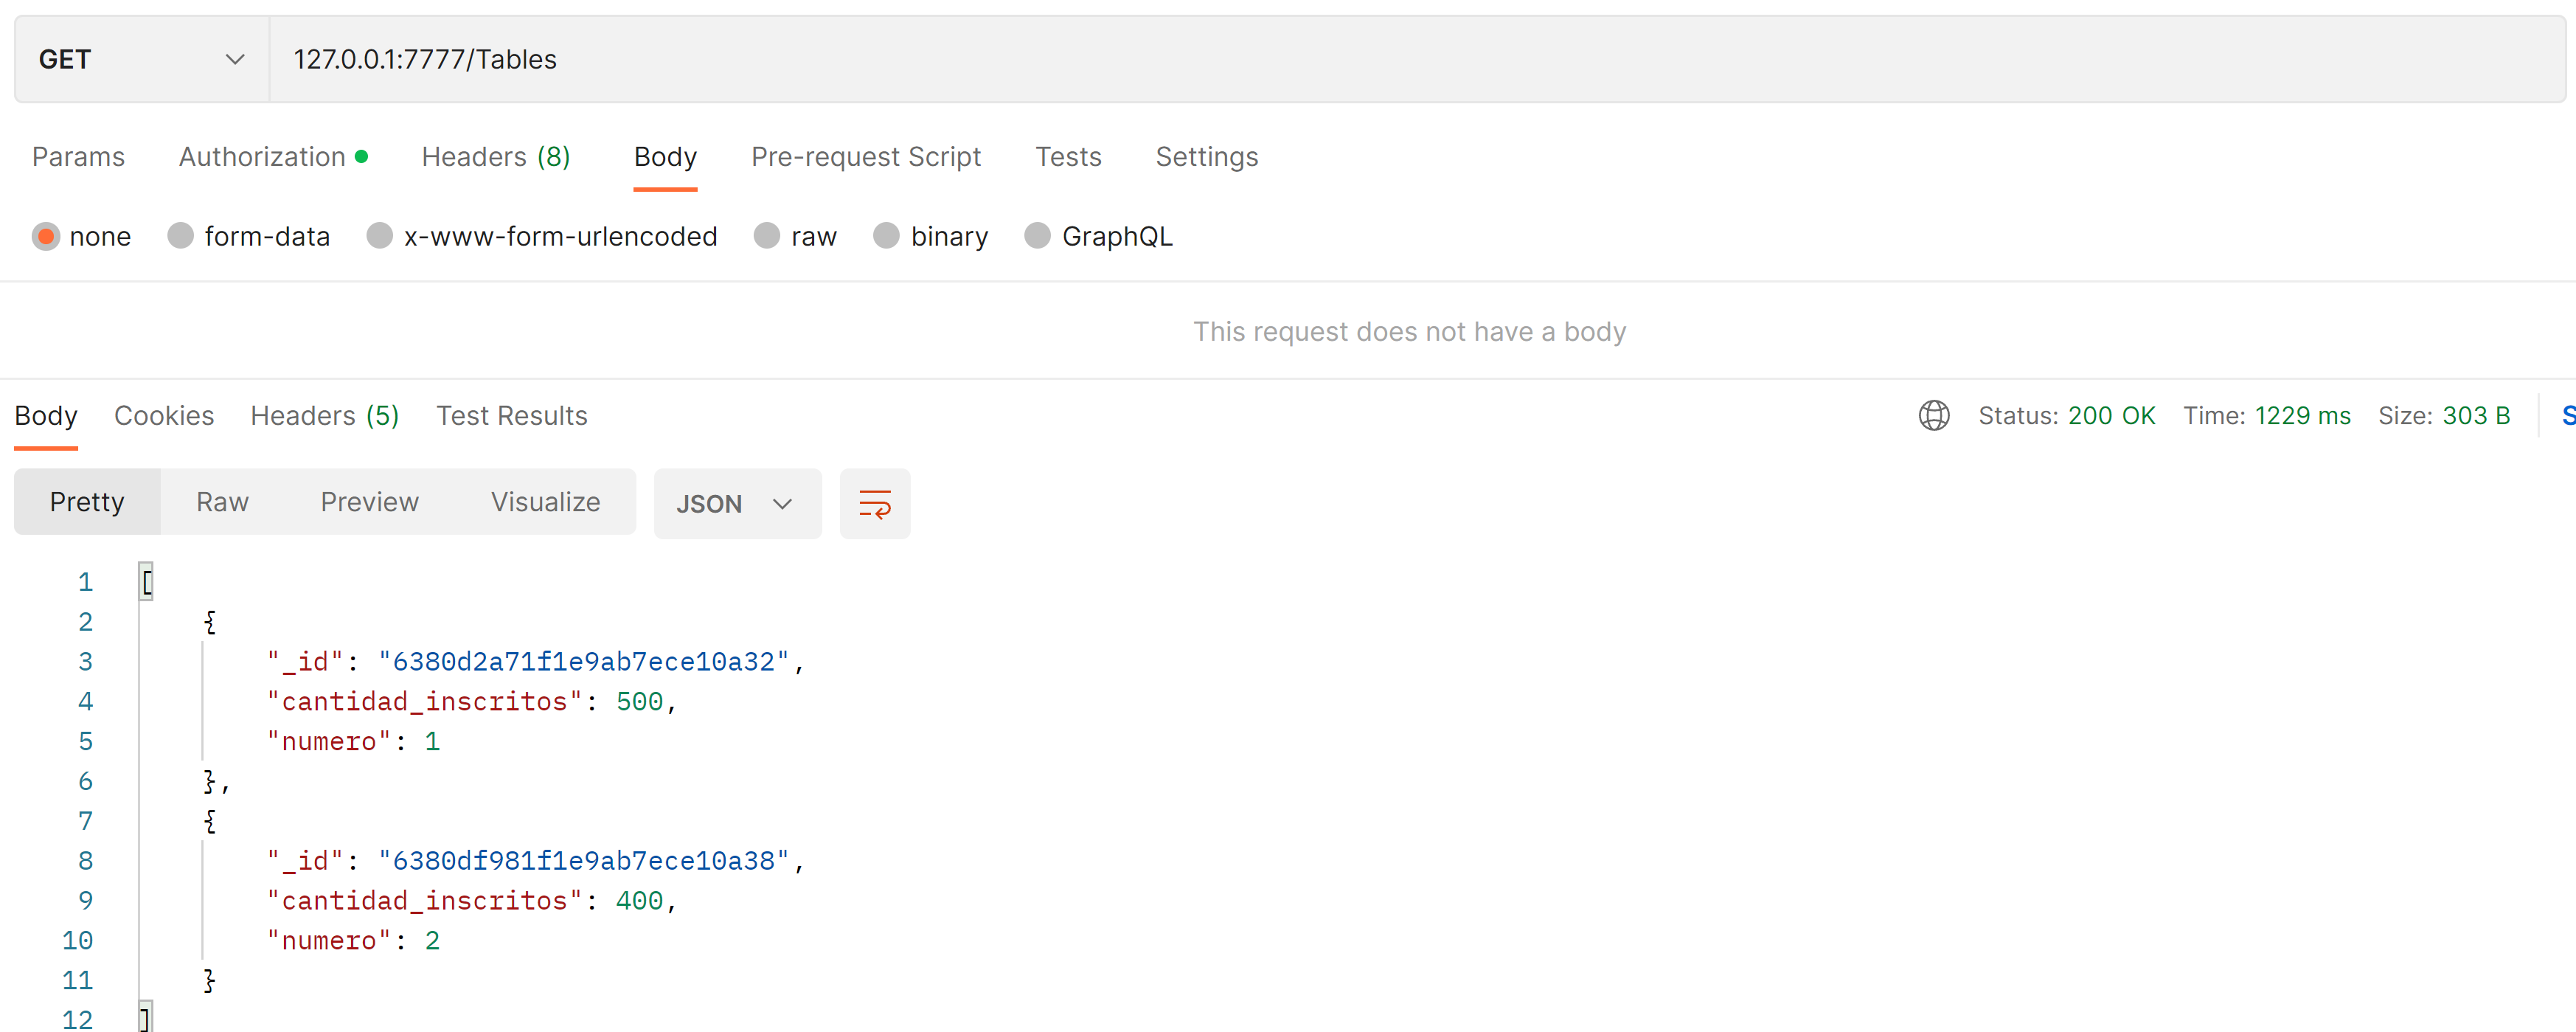 GET 127.0.0.1:7777/Tables
Params Authorization Headers (8) Body Pre-request Script Tests Settings
none form-data x-www-form-urlencoded raw binary GraphQL
This request does not have a body
Body Cookies Headers (5) Test Results Status: 200 OK Time: 1229 ms Size: 303 B S
Pretty Raw Preview Visualize JSON
1 [
2 {
3 "_id": "6380d2a71f1e9ab7ece10a32",
4 "cantidad_inscritos": 500,
5 "numero": 1
6 },
7 {
8 "_id": "6380df981f1e9ab7ece10a38",
9 "cantidad_inscritos": 400,
10 "numero": 2
11 }
12 ]